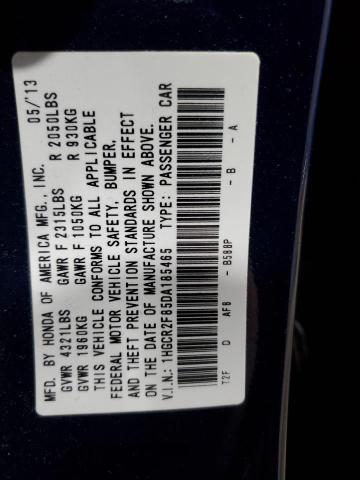 MFG. BY HONDA OF AMERICA MFG., INC. 05/'13
GVWR 4321LBS GAWR F 2315LBS R 2050LBS
GVWR 1960KG GAWR F 1050KG R 930KG
THIS VEHICLE CONFORMS TO ALL APPLICABLE
FEDERAL MOTOR VEHICLE SAFETY, BUMPER,
AND THEFT PREVENTION STANDARDS IN EFFECT
ON THE DATE OF MANUFACTURE SHOWN ABOVE.
V.I.N.: 1HGCR2F85DA185465 TYPE: PASSENGER CAR
T2F D AFB - B588P - B - A